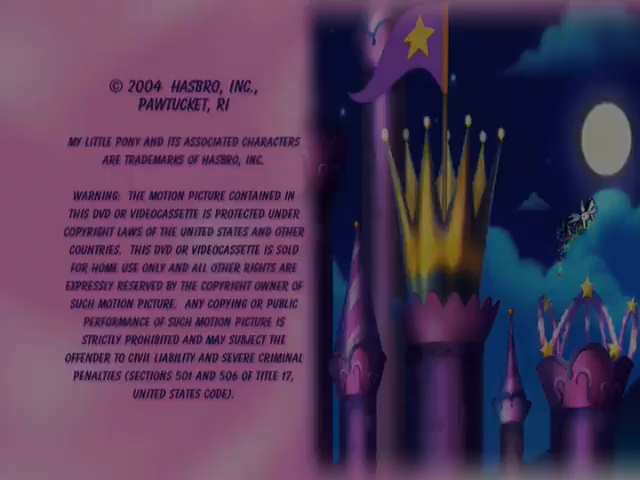 © 2004 HASBRO, INC.,
PAWTUCKET, RI
MY LITTLE PONY AND ITS ASSOCIATED CHARACTERS
ARE TRADEMARKS OF HASBRO, INC.
WARNING: THE MOTION PICTURE CONTAINED IN
THIS DVD OR VIDEOCASSETTE IS PROTECTED UNDER
COPYRIGHT LAWS OF THE UNITED STATES AND OTHER
COUNTRIES. THIS DVD OR VIDEOCASSETTE IS SOLD
FOR HOME USE ONLY AND ALL OTHER RIGHTS ARE
EXPRESSLY RESERVED BY THE COPYRIGHT OWNER OF
SUCH MOTION PICTURE. ANY COPYING OR PUBLIC
PERFORMANCE OF SUCH MOTION PICTURE IS
STRICTLY PROHIBITED AND MAY SUBJECT THE
OFFENDER TO CIVIL LIABILITY AND SEVERE CRIMINAL
PENALTIES (SECTIONS 501 AND 506 OF TITLE 17,
UNITED STATES CODE).